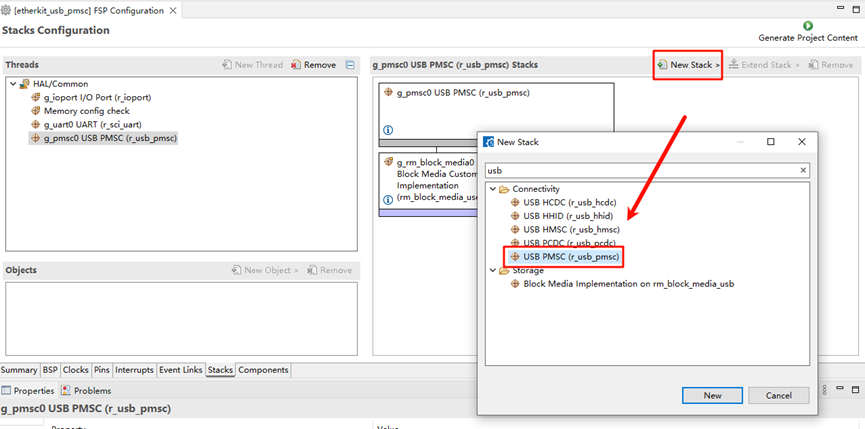 [etherkit_usb_pmsc] FSP Configuration
Stacks Configuration
Generate Project Content
Threads
New Thread
Remove
HAL/Common
g_ioport I/O Port (r_ioport)
Memory config check
g_uart0 UART (r_sci_uart)
g_pmsc0 USB PMSC (r_usb_pmsc)
Objects
New Object >
Remove
g_pmsc0 USB PMSC (r_usb_pmsc) Stacks
New Stack >
Extend Stack >
Remove
g_pmsc0 USB PMSC (r_usb_pmsc)
g_rm_block_media0
Block Media Custom
Implementation
(rm_block_media_use
New Stack
usb
Connectivity
USB HCDC (r_usb_hcdc)
USB HHID (r_usb_hhid)
USB HMSC (r_usb_hmsc)
USB PCDC (r_usb_pcdc)
USB PMSC (r_usb_pmsc)
Storage
Block Media Implementation on rm_block_media_usb
New
Cancel
Summary BSP Clocks Pins Interrupts Event Links Stacks Components
Properties Problems
g_pmsc0 USB PMSC (r_usb_pmsc)
Property Value